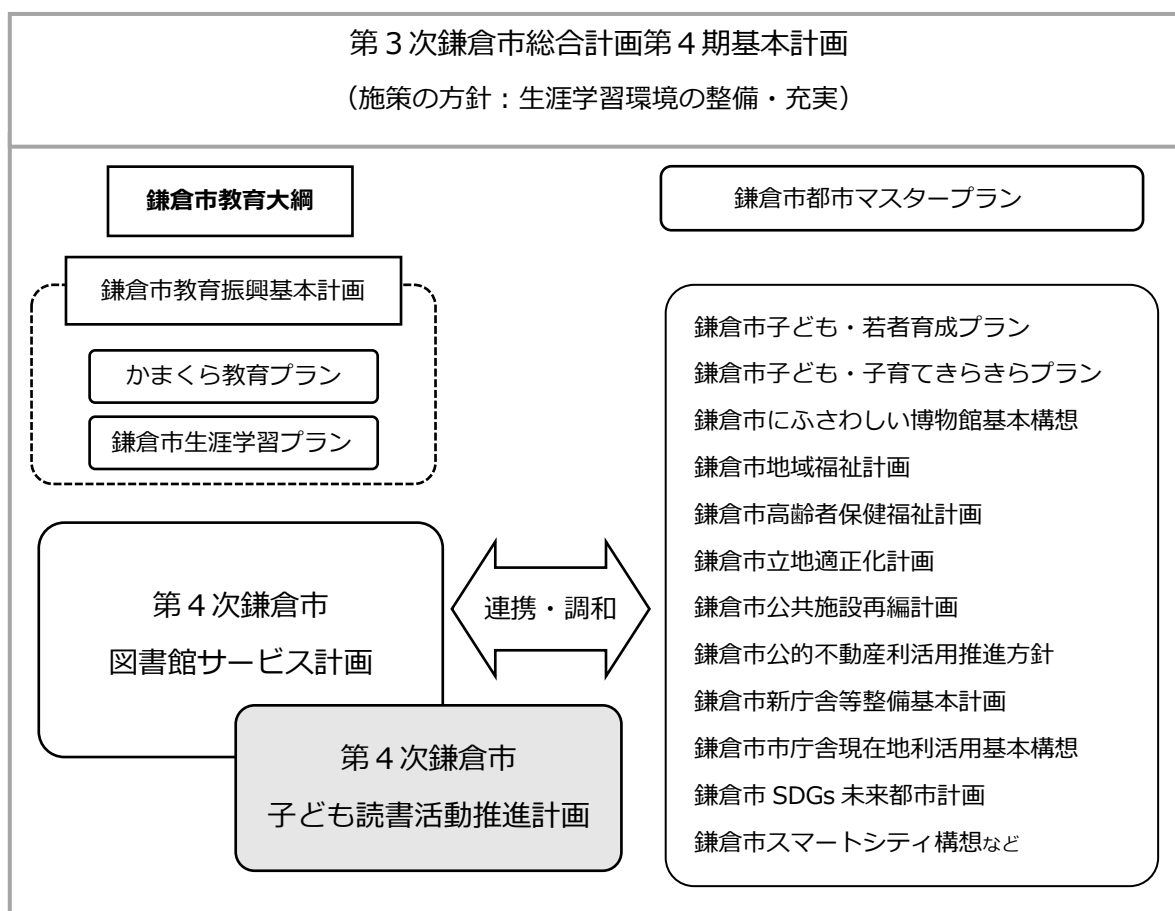 第３次鎌倉市総合計画第４期基本計画
（施策の方針：生涯学習環境の整備・充実）
鎌倉市教育大綱
鎌倉市教育振興基本計画
かまくら教育プラン
鎌倉市生涯学習プラン
第４次鎌倉市
図書館サービス計画
第４次鎌倉市
子ども読書活動推進計画
連携・調和
鎌倉市都市マスタープラン
鎌倉市子ども・若者育成プラン
鎌倉市子ども・子育てきらきらプラン
鎌倉市にふさわしい博物館基本構想
鎌倉市地域福祉計画
鎌倉市高齢者保健福祉計画
鎌倉市立地適正化計画
鎌倉市公共施設再編計画
鎌倉市公的不動産利活用推進方針
鎌倉市新庁舎等整備基本計画
鎌倉市市庁舎現在地利活用基本構想
鎌倉市 SDGs 未来都市計画
鎌倉市スマートシティ構想など